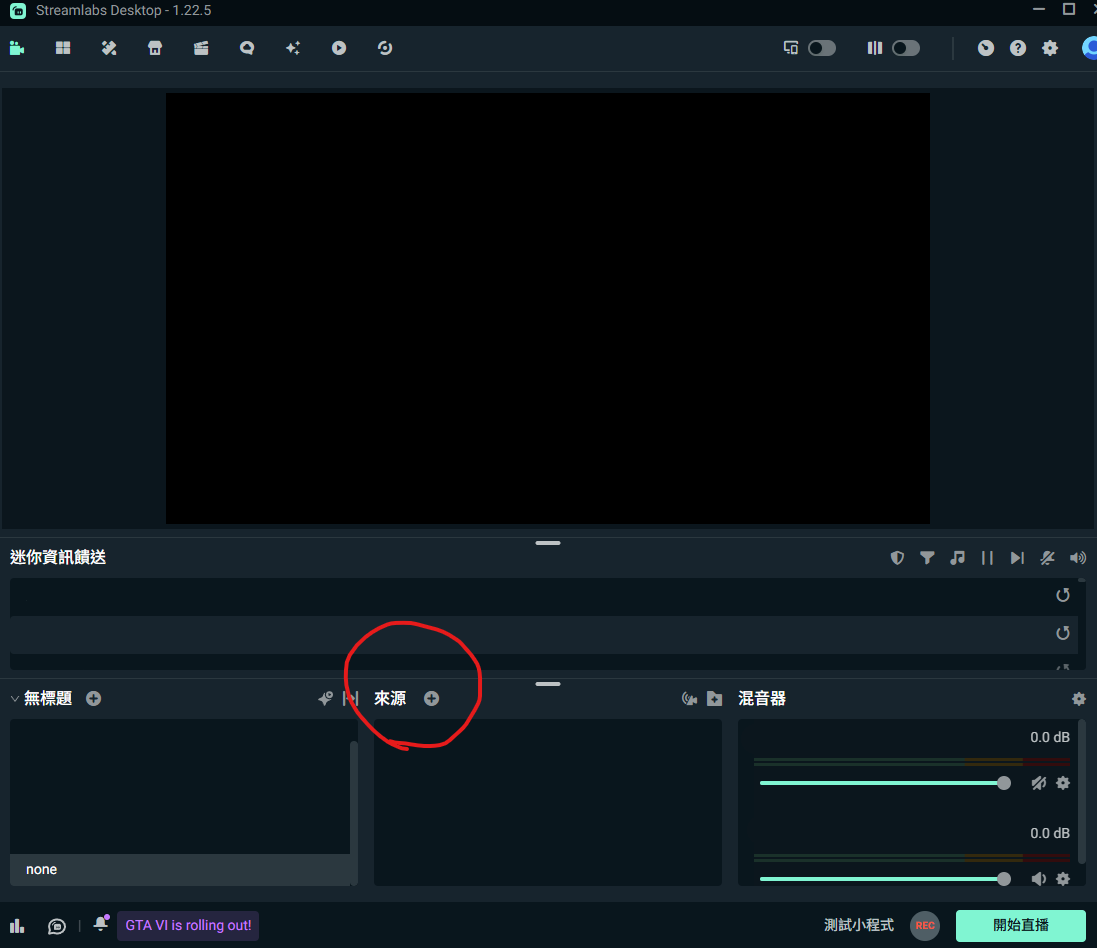 Streamlabs Desktop - 1.22.5
迷你資訊饋送
無標題
來源
混音器
0.0 dB
0.0 dB
none
GTA VI is rolling out!
測試小程式
REC
開始直播